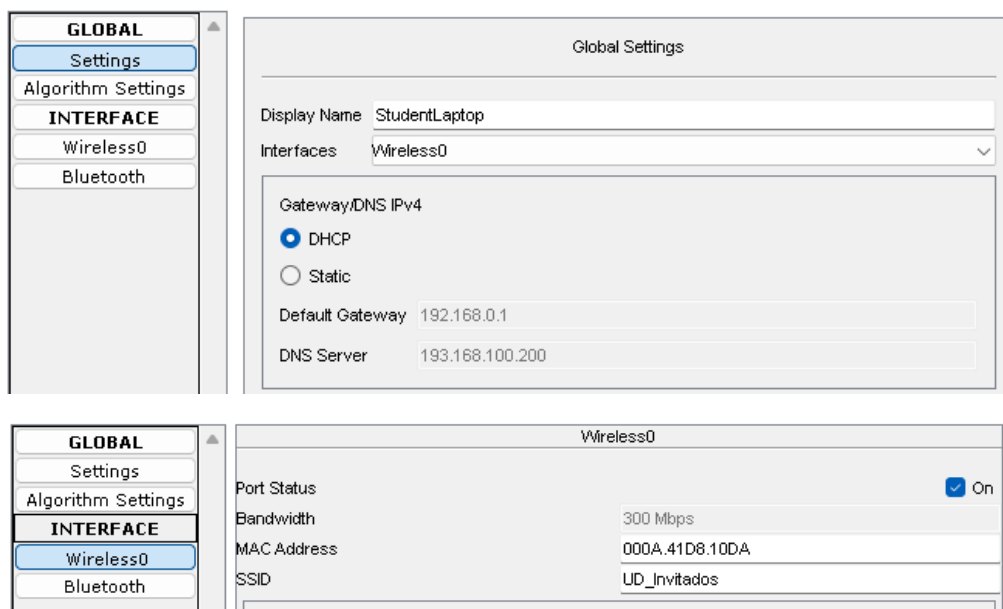 GLOBAL
Settings
Algorithm Settings
INTERFACE
Wireless0
Bluetooth
Global Settings
Display Name StudentLaptop
Interfaces Wireless0
Gateway/DNS IPv4
DHCP
Static
Default Gateway 192.168.0.1
DNS Server 193.168.100.200
GLOBAL
Settings
Algorithm Settings
INTERFACE
Wireless0
Bluetooth
Wireless0
Port Status On
Bandwidth 300 Mbps
MAC Address 000A.41D8.10DA
SSID UD_Invitados